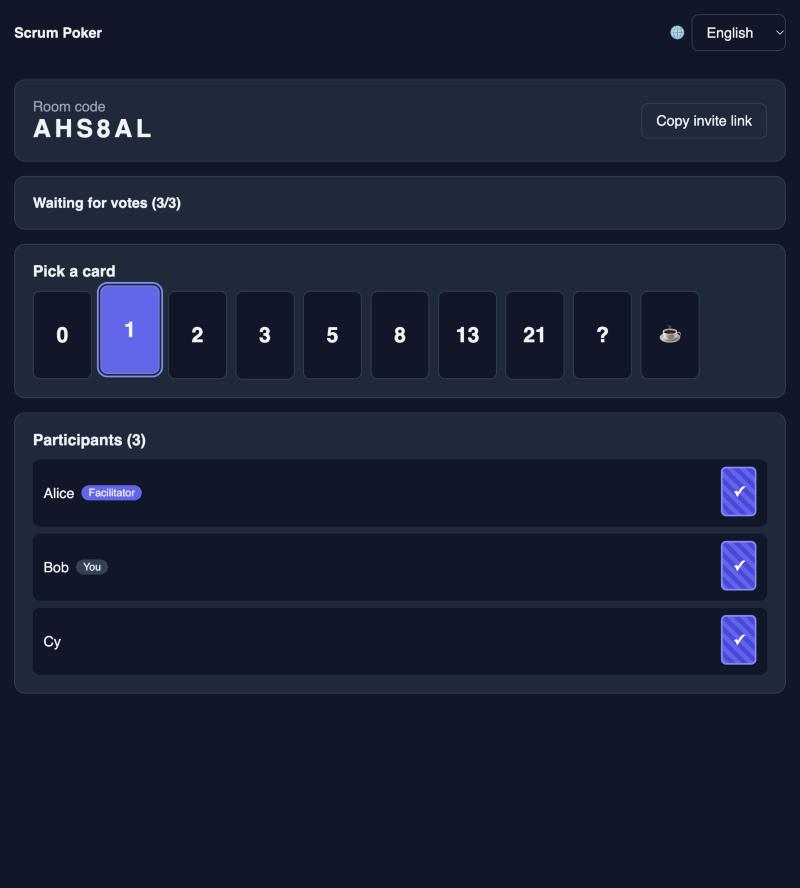 Scrum Poker
🌐 English
Room code
AHS8AL
Copy invite link
Waiting for votes (3/3)
Pick a card
0 1 2 3 5 8 13 21 ? ☕
Participants (3)
Alice Facilitator ✓
Bob You ✓
Cy ✓